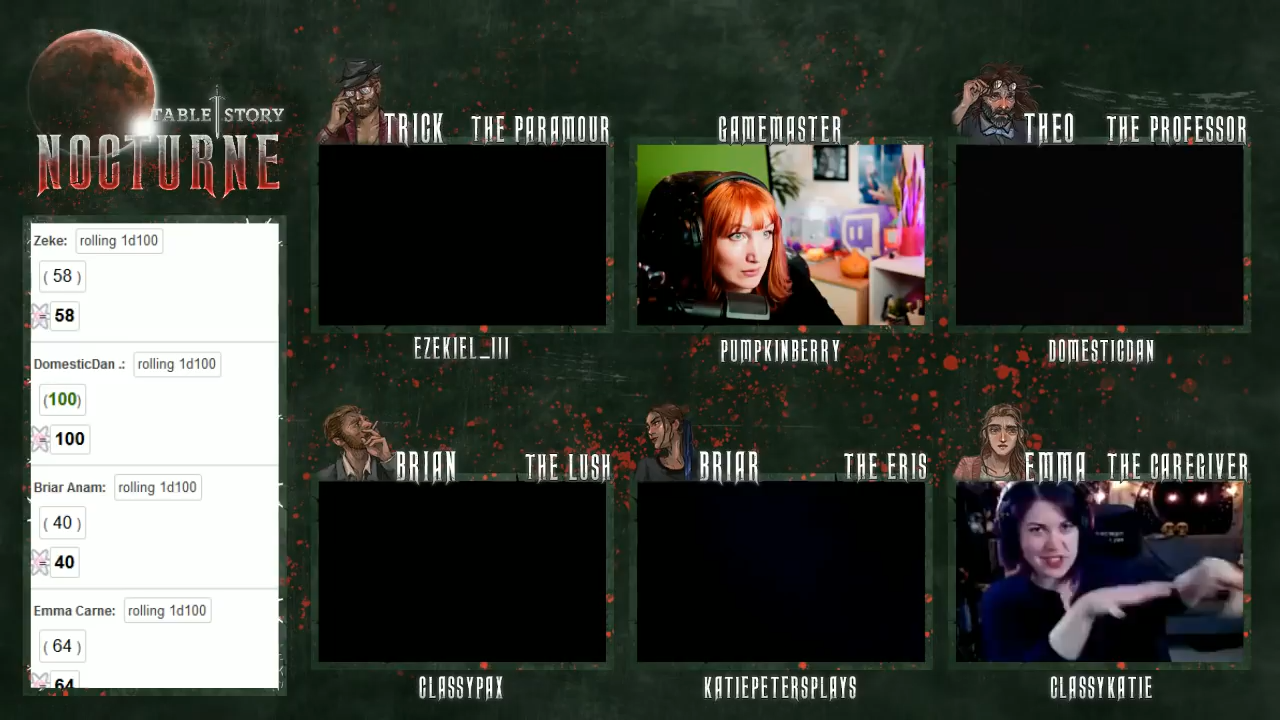 TABLE STORY
NOCTURNE
Zeke: rolling 1d100
( 58 )
= 58
DomesticDan .: rolling 1d100
(100)
= 100
Briar Anam: rolling 1d100
( 40 )
= 40
Emma Carne: rolling 1d100
( 64 )
= 64
TRICK THE PARAMOUR
EZEKIEL_III
GAMEMASTER
PUMPKINBERRY
THEO THE PROFESSOR
DOMESTICDAN
BRIAN THE LUSH
CLASSYPAX
BRIAR THE ERIS
KATIEPETERSPLAYS
EMMA THE CAREGIVER
CLASSYKATIE